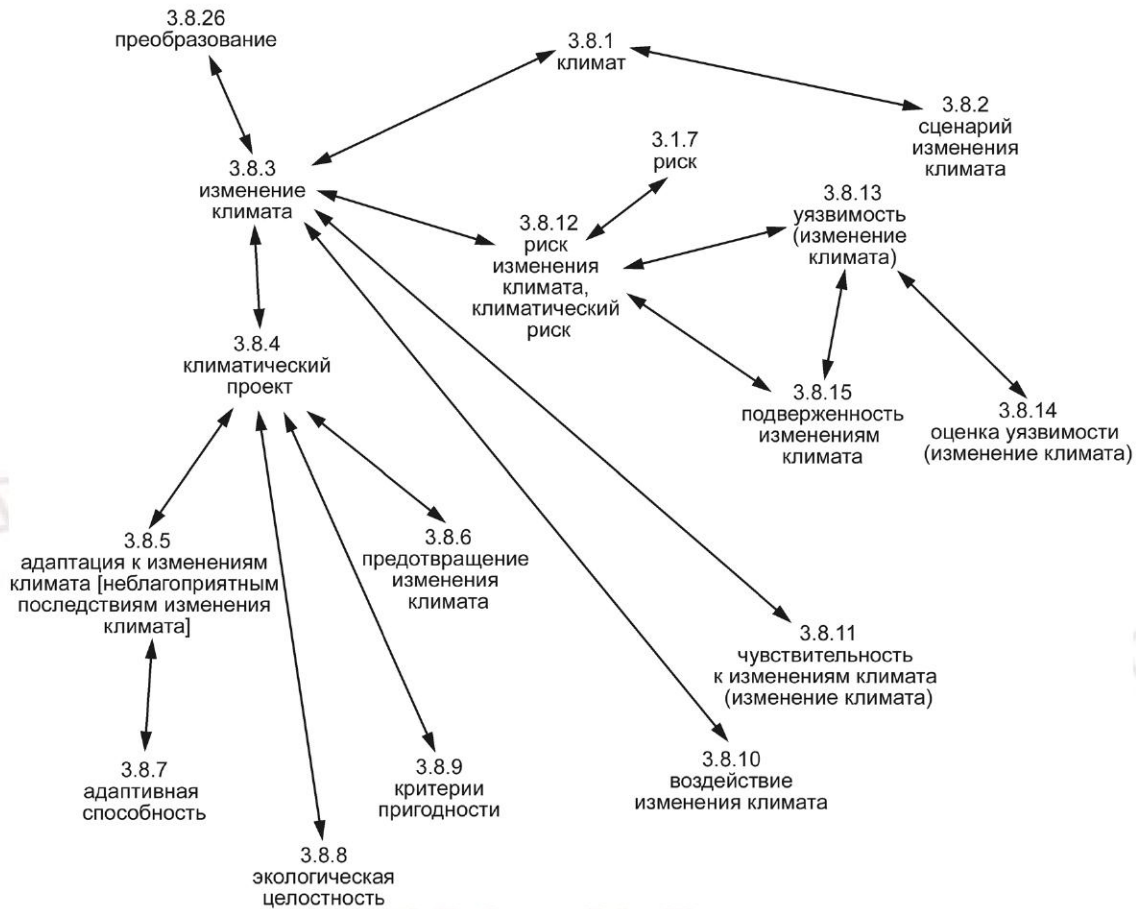 3.8.26
преобразование
3.8.1
климат
3.8.2
сценарий
изменения
климата
3.1.7
риск
3.8.3
изменение
климата
3.8.13
уязвимость
(изменение
климата)
3.8.12
риск
изменения
климата,
климатический
риск
3.8.4
климатический
проект
3.8.15
подверженность
изменениям
климата
3.8.14
оценка уязвимости
(изменение климата)
3.8.5
адаптация к изменениям
климата [неблагоприятным
последствиям изменения
климата]
3.8.6
предотвращение
изменения
климата
3.8.11
чувствительность
к изменениям климата
(изменение климата)
3.8.7
адаптивная
способность
3.8.9
критерии
пригодности
3.8.10
воздействие
изменения климата
3.8.8
экологическая
целостность